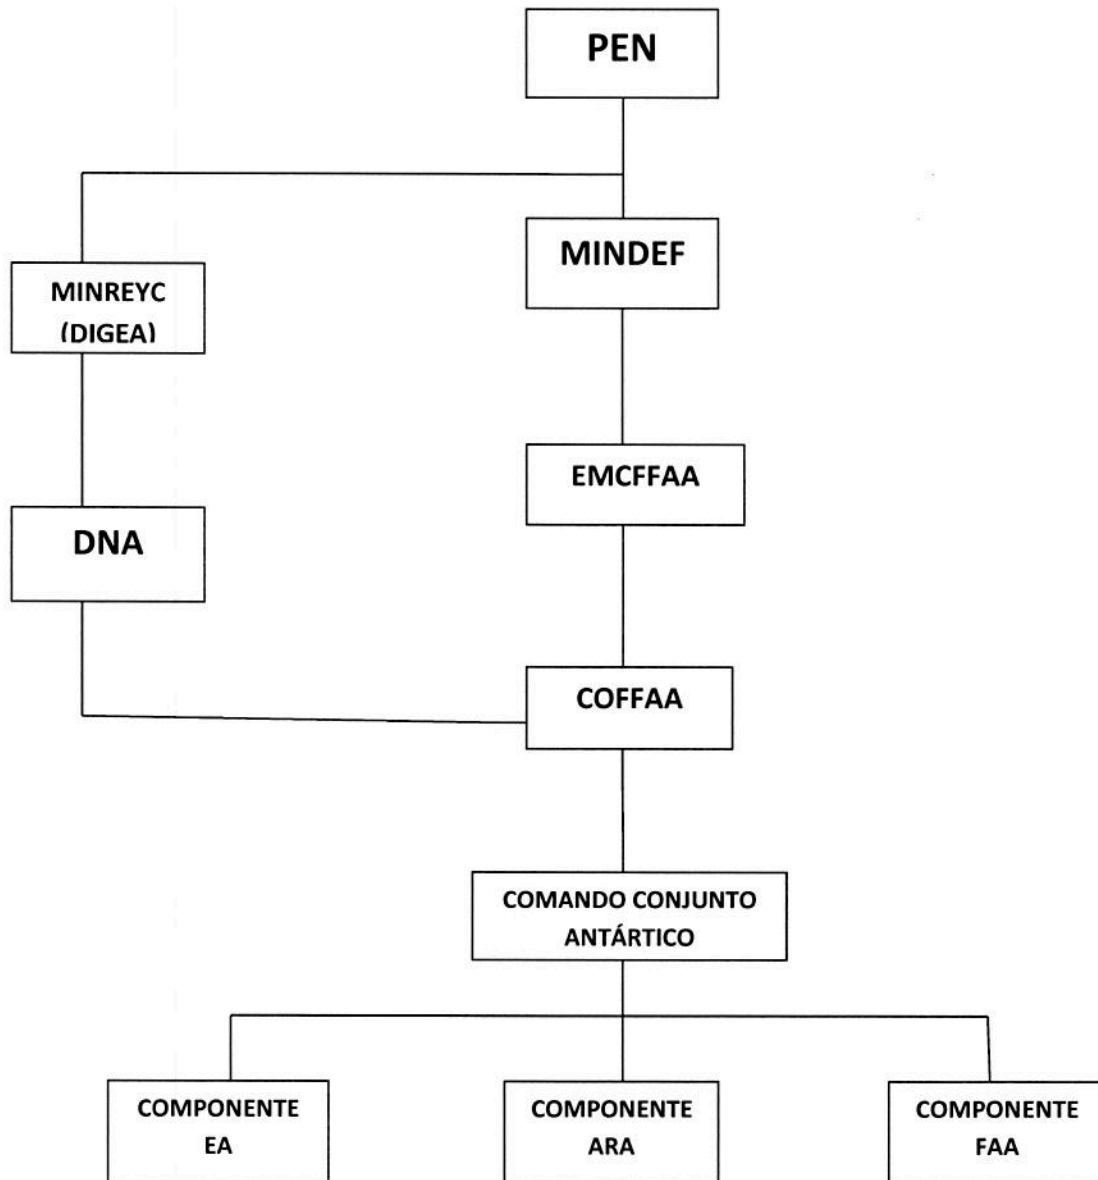 PEN
MINDEF
MINREYC
(DIGEA)
EMCFFAA
DNA
COFFAA
COMANDO CONJUNTO
ANTÁRTICO
COMPONENTE
EA
COMPONENTE
ARA
COMPONENTE
FAA